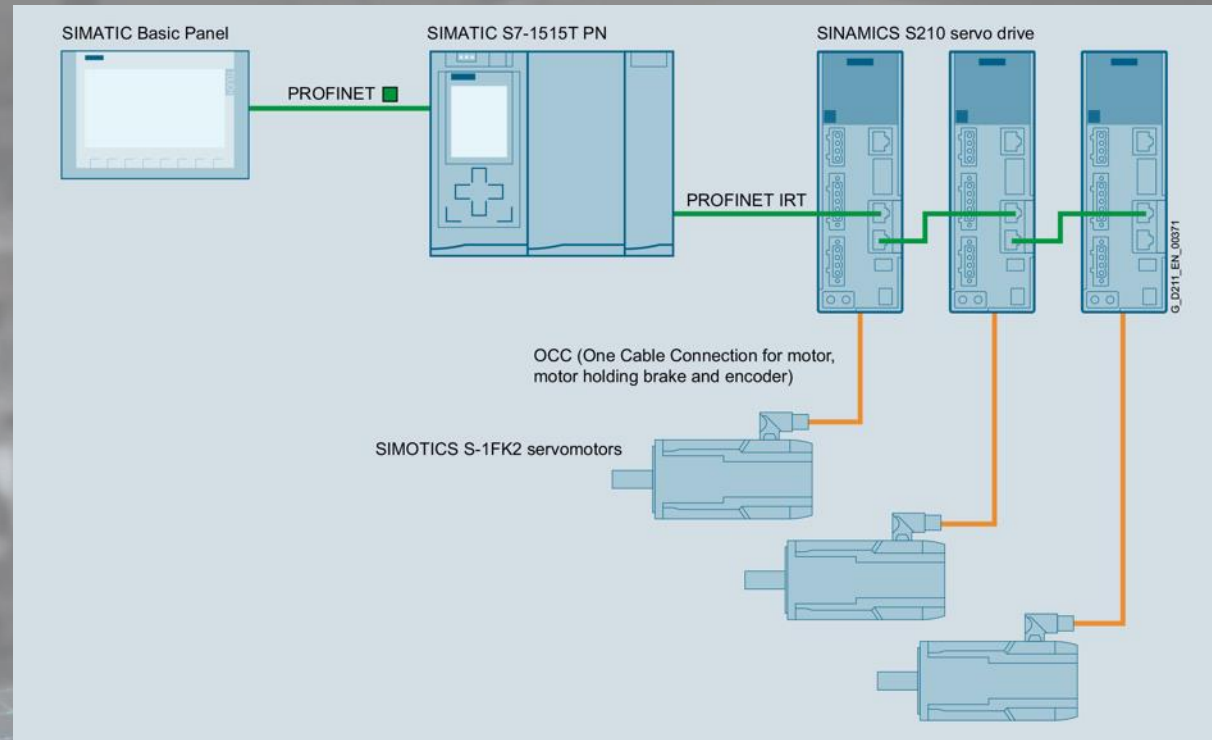 SIMATIC Basic Panel
SIMATIC S7-1515T PN
SINAMICS S210 servo drive
PROFINET
PROFINET IRT
G_D211_EN_00371
OCC (One Cable Connection for motor,
motor holding brake and encoder)
SIMOTICS S-1FK2 servomotors